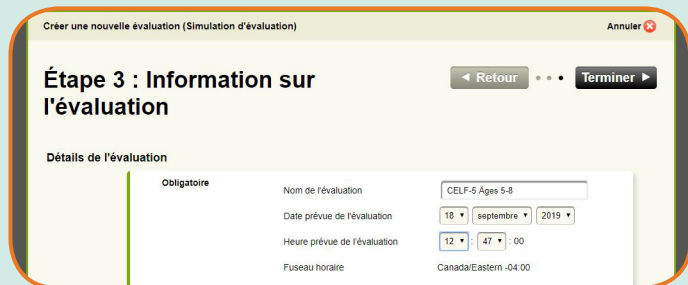 Créer une nouvelle évaluation (Simulation d'évaluation) Annuler
Étape 3 : Information sur l'évaluation
Retour Terminer
Détails de l'évaluation
Obligatoire
Nom de l'évaluation CELF-5 Âges 5-8
Date prévue de l'évaluation 18 septembre 2019
Heure prévue de l'évaluation 12 : 47 : 00
Fuseau horaire Canada/Eastern -04:00